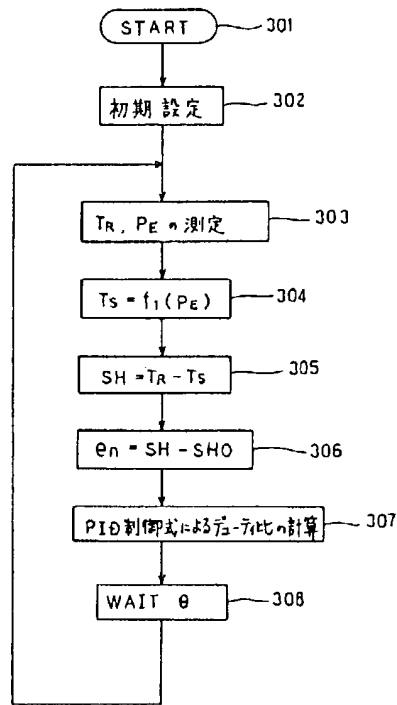 START 301
初期設定 302
TR, PE の測定 303
Ts = f1(PE) 304
SH = TR - Ts 305
en = SH - SHO 306
PID制御式によるデューティ比の計算 307
WAIT θ 308